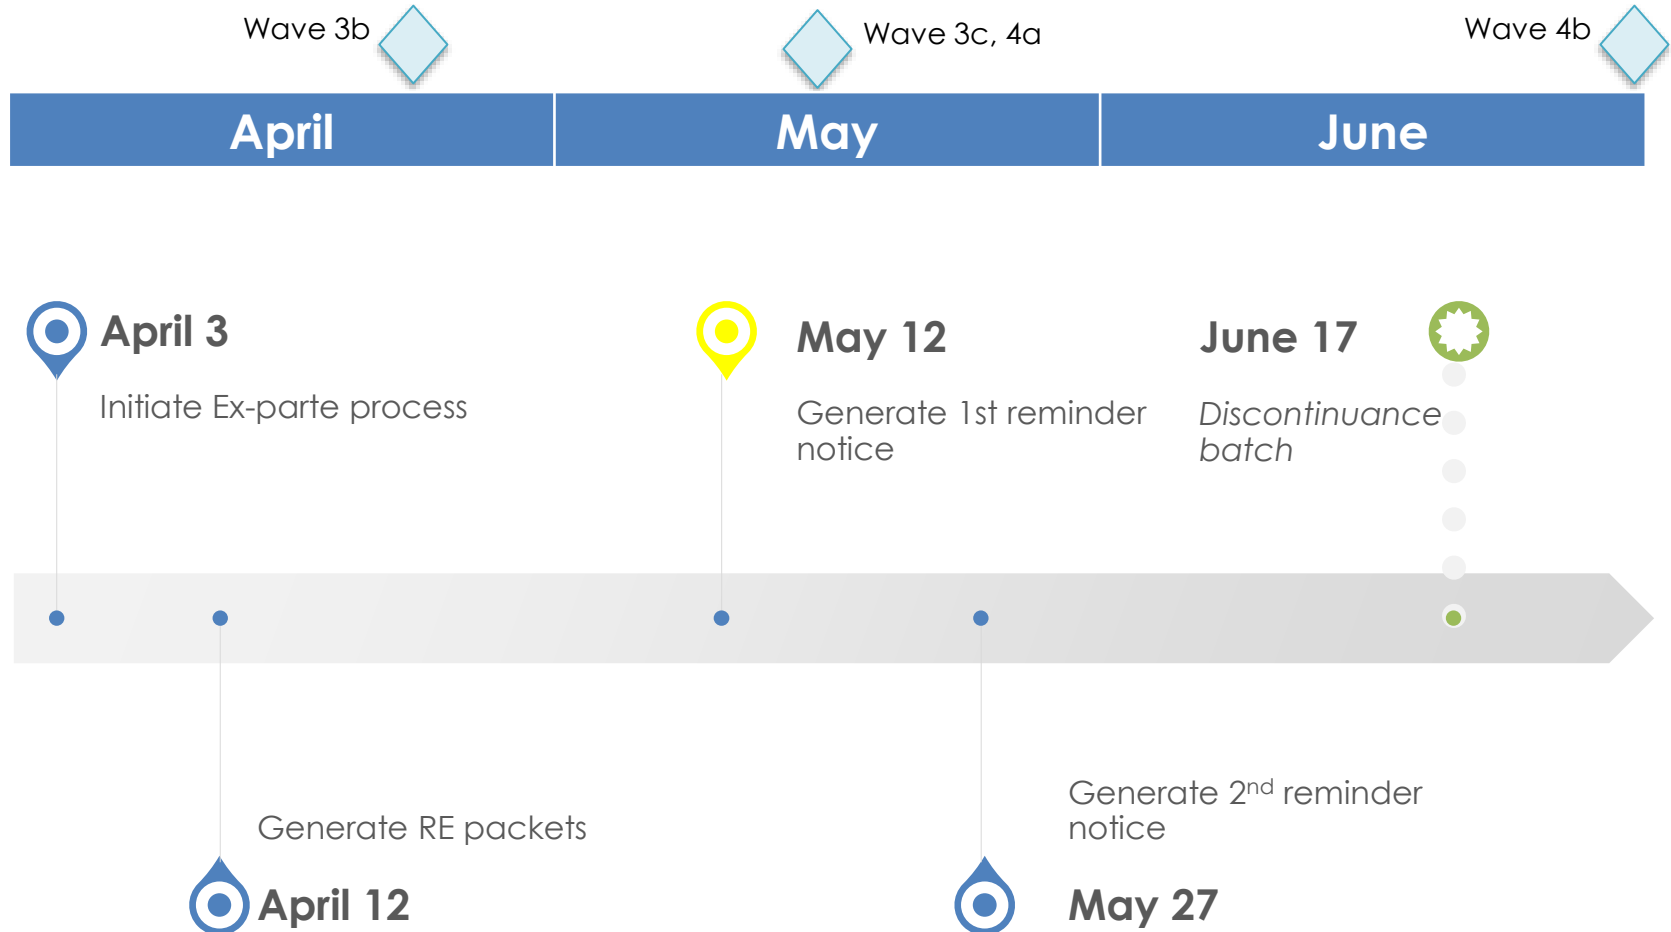 Wave 3b
Wave 3c, 4a
Wave 4b
April
May
June
April 3
Initiate Ex-parte process
May 12
Generate 1st reminder
notice
June 17
Discontinuance
batch
Generate RE packets
April 12
Generate 2nd reminder
notice
May 27